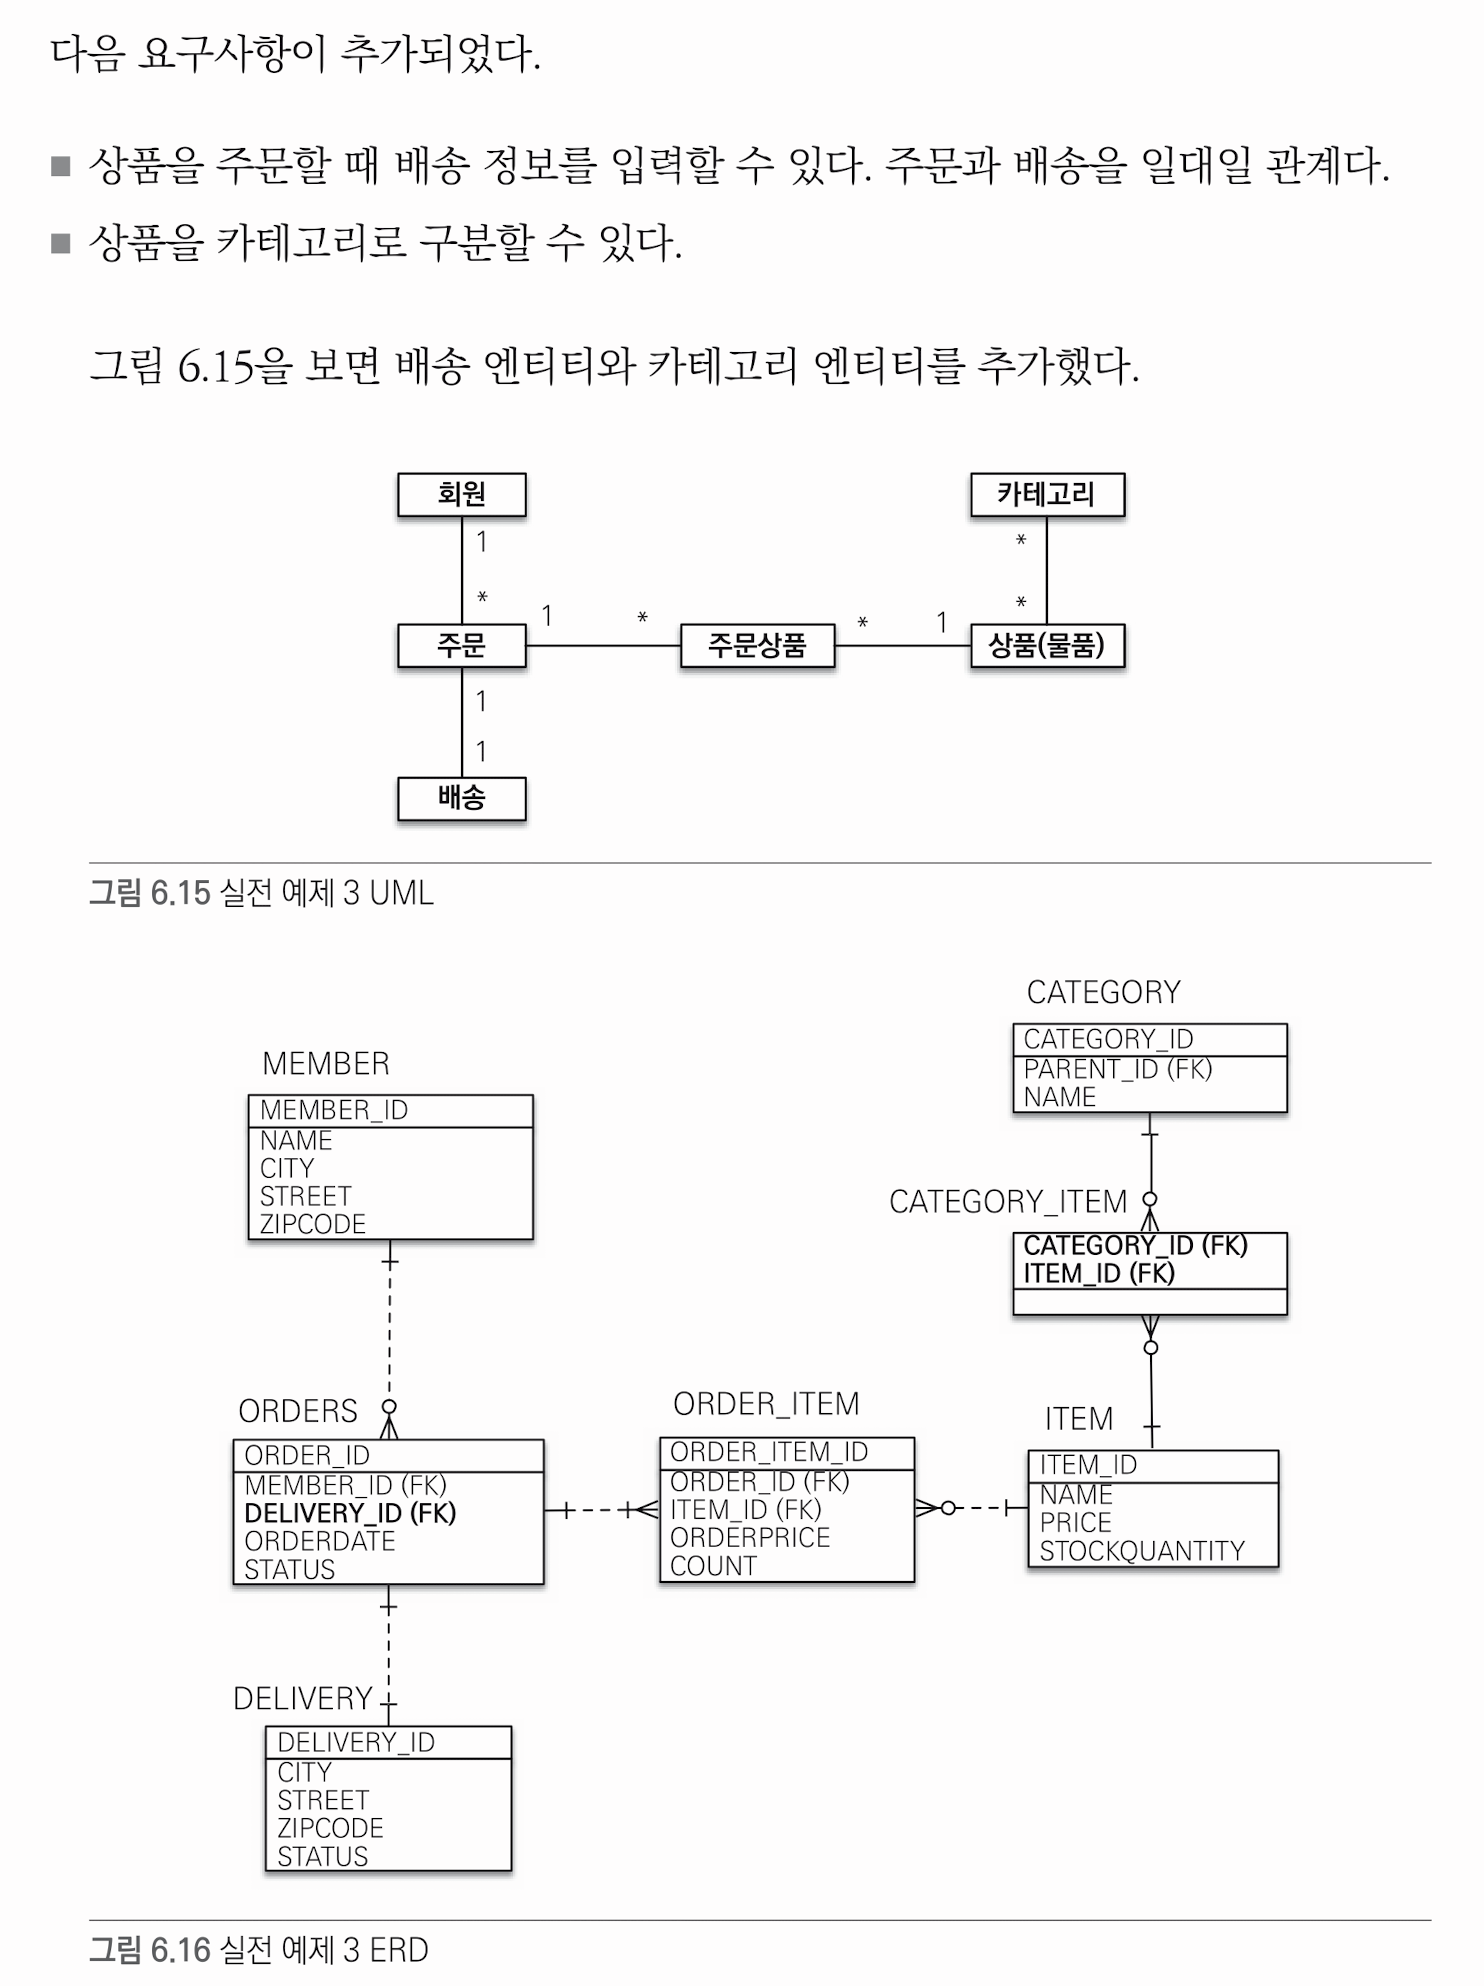 다음 요구사항이 추가되었다.
■ 상품을 주문할 때 배송 정보를 입력할 수 있다. 주문과 배송을 일대일 관계다.
■ 상품을 카테고리로 구분할 수 있다.
그림 6.15을 보면 배송 엔티티와 카테고리 엔티티를 추가했다.
회원
카테고리
1
*
*
*
주문
1
*
주문상품
*
1
상품(물품)
1
1
배송
그림 6.15 실전 예제 3 UML
CATEGORY
CATEGORY_ID
PARENT_ID (FK)
NAME
MEMBER
MEMBER_ID
NAME
CITY
STREET
ZIPCODE
CATEGORY_ITEM
CATEGORY_ID (FK)
ITEM_ID (FK)
ORDERS
ORDER_ID
MEMBER_ID (FK)
DELIVERY_ID (FK)
ORDERDATE
STATUS
ORDER_ITEM
ORDER_ITEM_ID
ORDER_ID (FK)
ITEM_ID (FK)
ORDERPRICE
COUNT
ITEM
ITEM_ID
NAME
PRICE
STOCKQUANTITY
DELIVERY
DELIVERY_ID
CITY
STREET
ZIPCODE
STATUS
그림 6.16 실전 예제 3 ERD